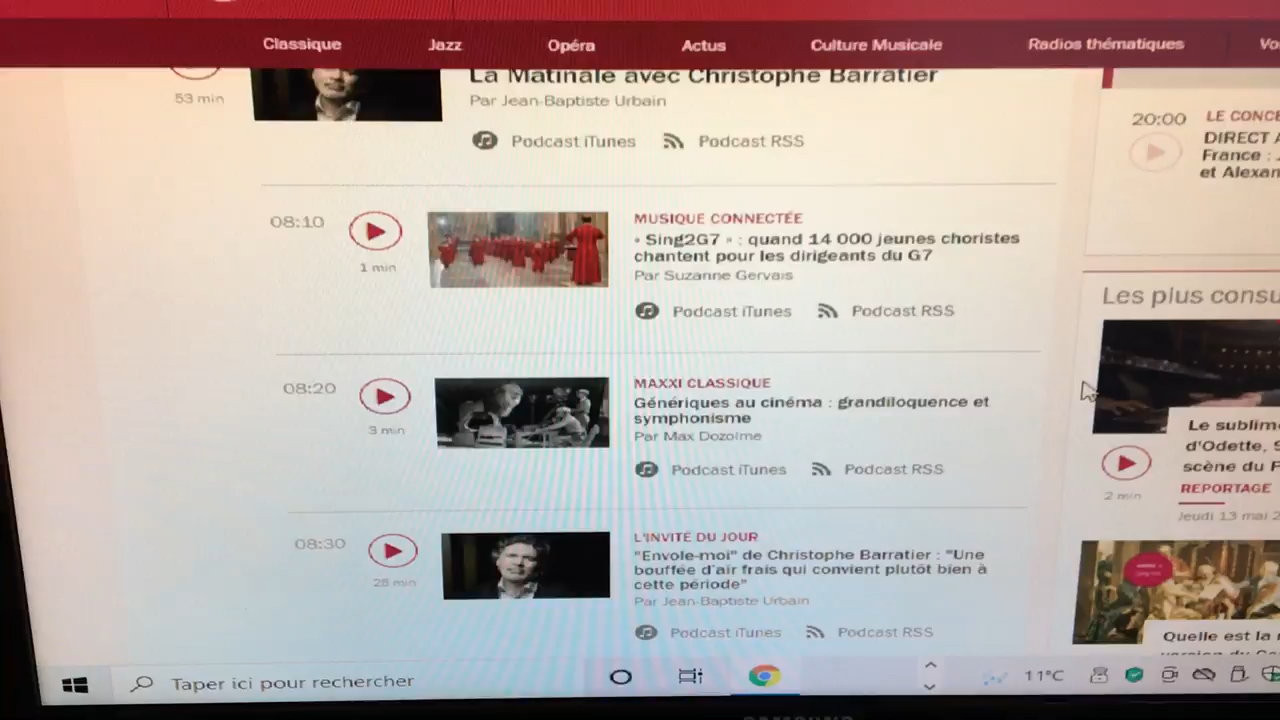 Classique
Jazz
Opéra
Actus
Culture Musicale
Radios thématiques
53 min
La Matinale avec Christophe Barratier
Par Jean-Baptiste Urbain
Podcast iTunes
Podcast RSS
08:10
1 min
MUSIQUE CONNECTÉE
« Sing2G7 » : quand 14 000 jeunes choristes
chantent pour les dirigeants du G7
Par Suzanne Gervais
Podcast iTunes
Podcast RSS
08:20
3 min
MAXXI CLASSIQUE
Génériques au cinéma : grandiloquence et
symphonisme
Par Max Dozolme
Podcast iTunes
Podcast RSS
08:30
28 min
L'INVITÉ DU JOUR
"Envole-moi" de Christophe Barratier : "Une
bouffée d'air frais qui convient plutôt bien à
cette période"
Par Jean-Baptiste Urbain
Podcast iTunes
Podcast RSS
20:00
LE CONCE
DIRECT A
France :
et Alexan
Les plus consu
Le sublim
d'Odette, S
scène du P
2 min
REPORTAGE
Jeudi 13 mai 2
Quelle est la
Taper ici pour rechercher
11°C